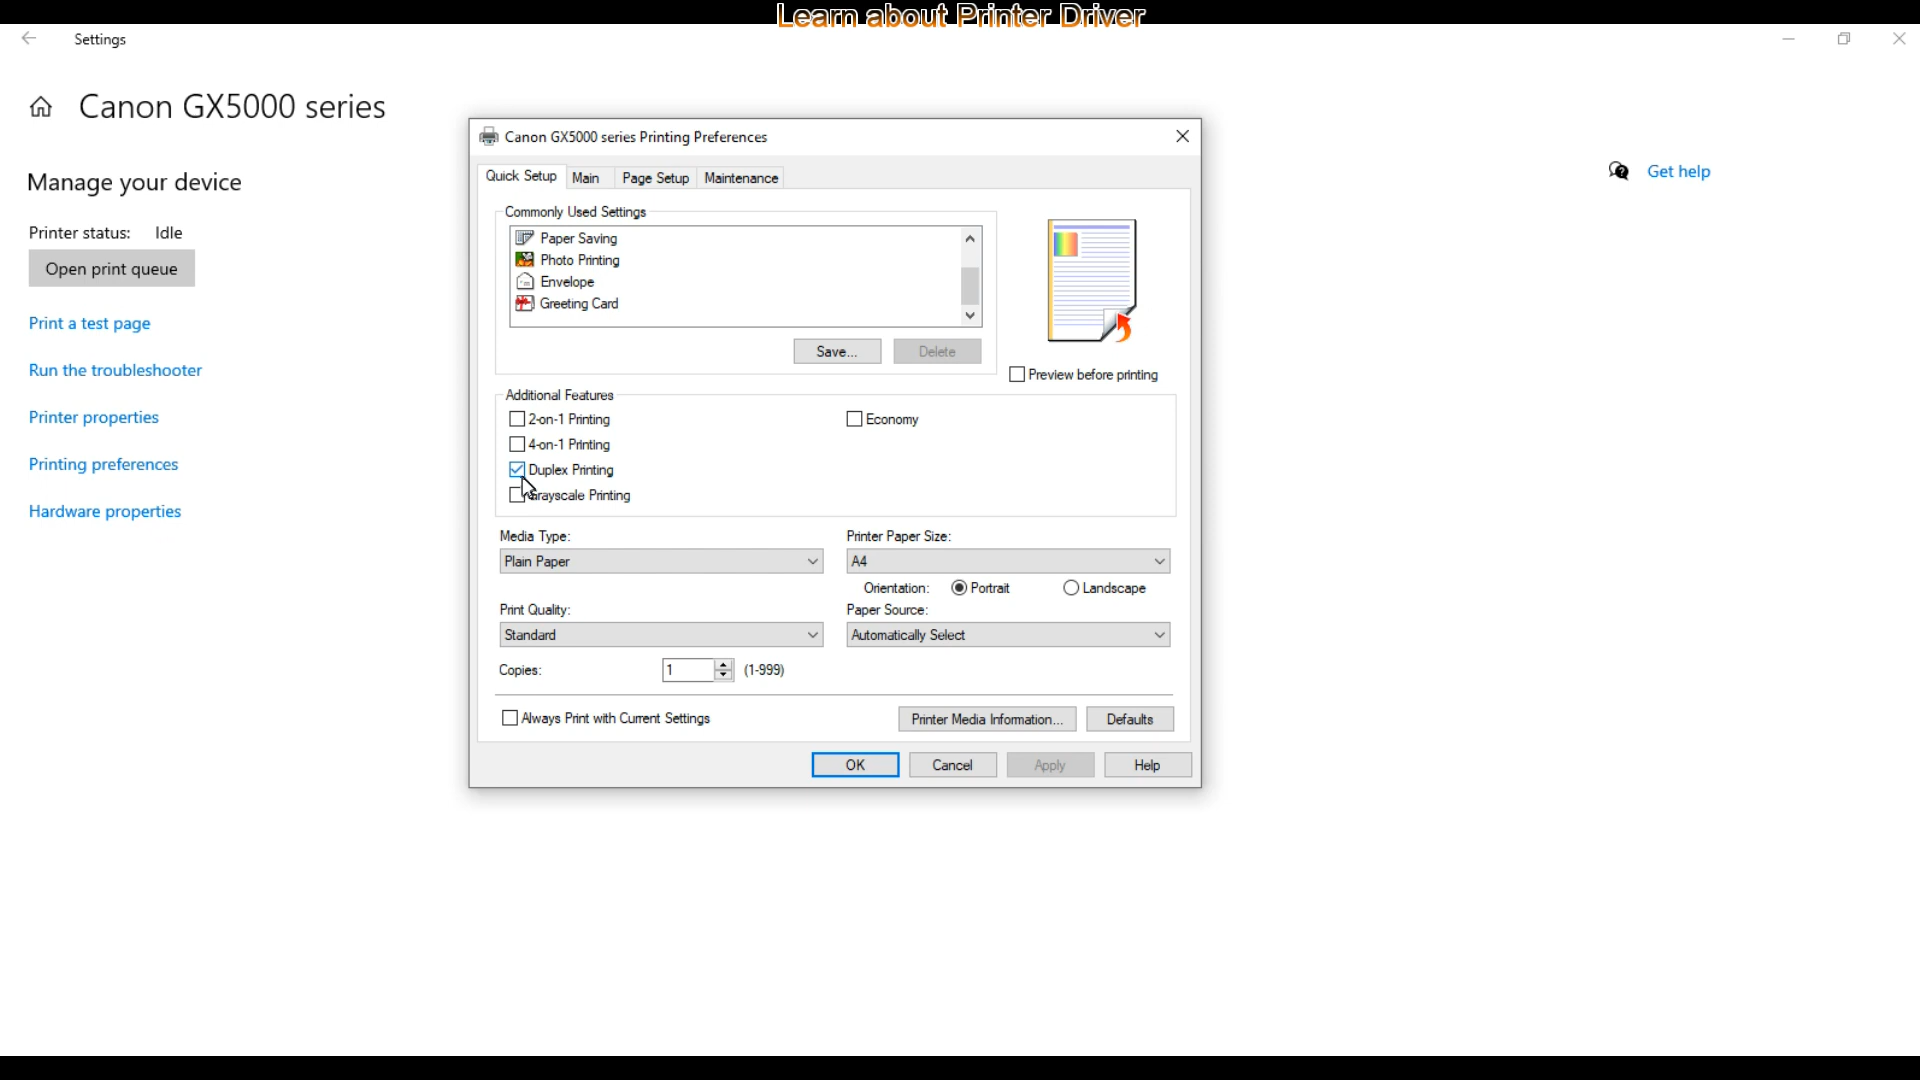 Learn about Printer Driver
Settings
Canon GX5000 series
Manage your device
Printer status: Idle
Open print queue
Print a test page
Run the troubleshooter
Printer properties
Printing preferences
Hardware properties
Get help
Canon GX5000 series Printing Preferences
Quick Setup Main Page Setup Maintenance
Commonly Used Settings
Paper Saving
Photo Printing
Envelope
Greeting Card
Save... Delete
Preview before printing
Additional Features
2-on-1 Printing Economy
4-on-1 Printing
Duplex Printing
Grayscale Printing
Media Type: Printer Paper Size:
Plain Paper A4
Orientation: Portrait Landscape
Print Quality: Paper Source:
Standard Automatically Select
Copies: 1 (1-999)
Always Print with Current Settings Printer Media Information... Defaults
OK Cancel Apply Help